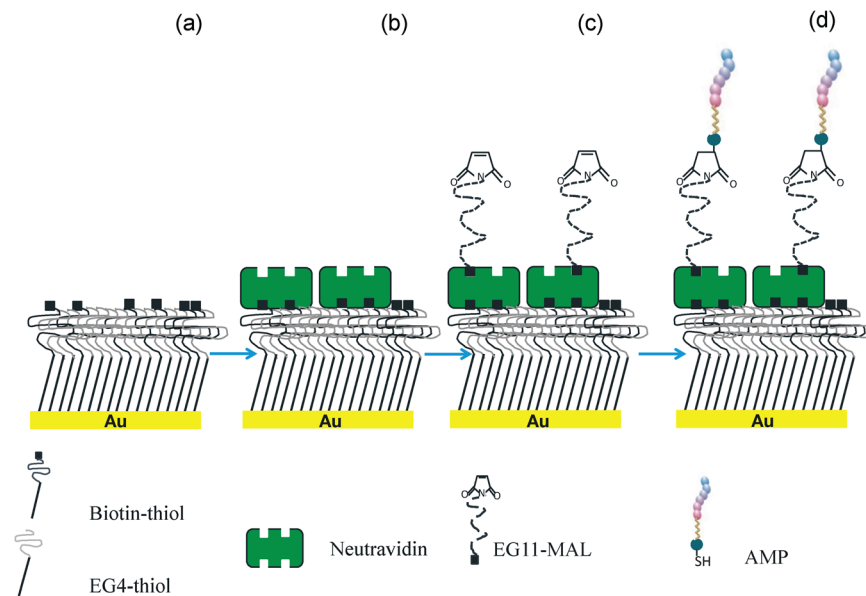 (a) (b) (c) (d)
O N O O N O O N O O N O
Au Au Au Au
O N O
Biotin-thiol
Neutravidin
EG11-MAL
SH
AMP
EG4-thiol